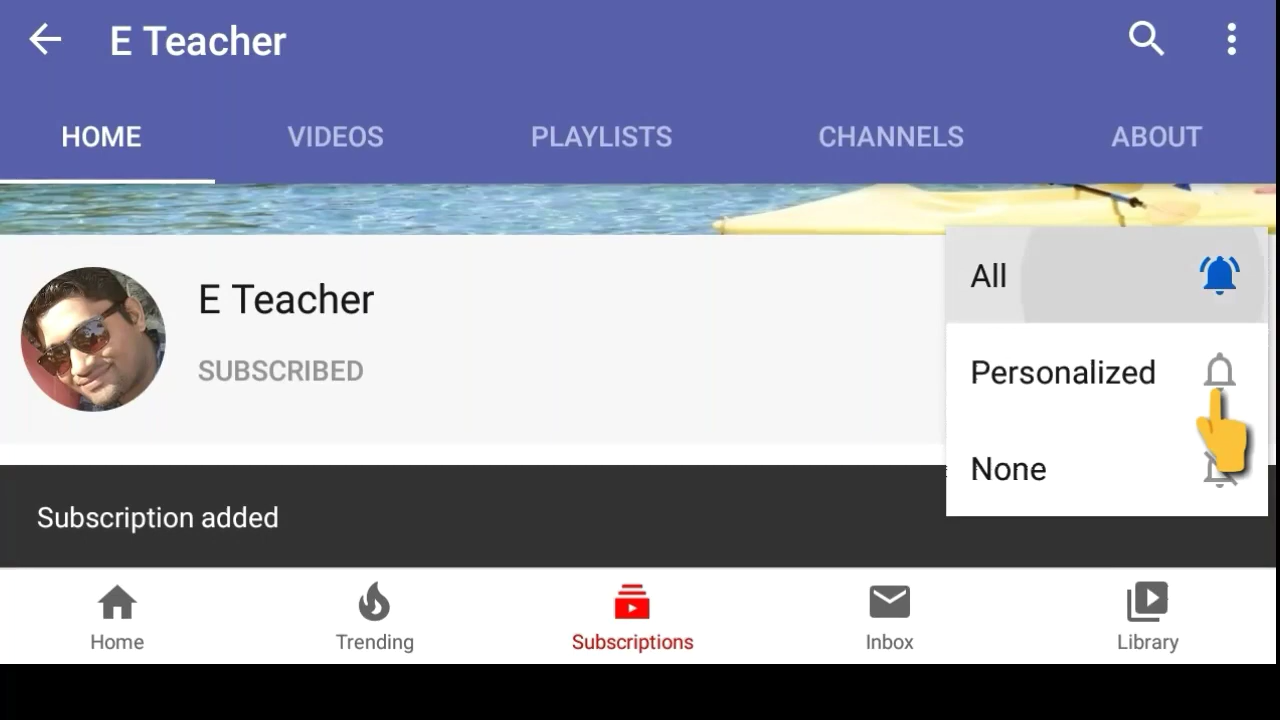 E Teacher
HOME VIDEOS PLAYLISTS CHANNELS ABOUT
E Teacher
SUBSCRIBED
All
Personalized
None
Subscription added
Home Trending Subscriptions Inbox Library